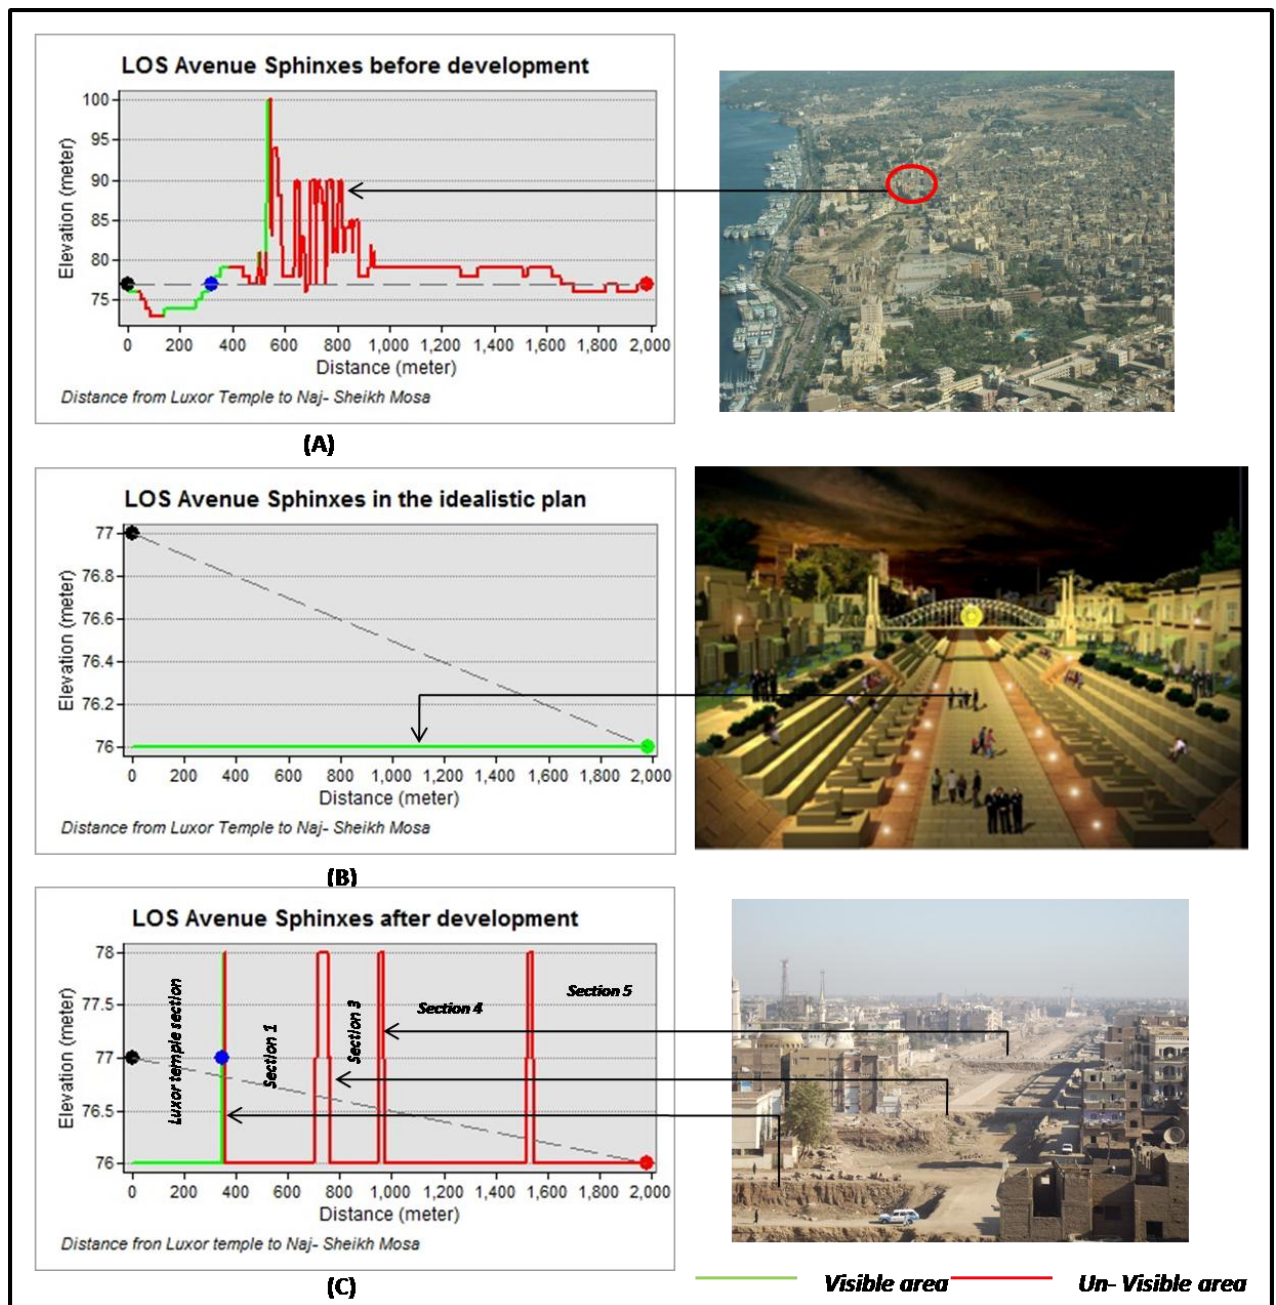 LOS Avenue Sphinxes before development
100
95
90
85
80
75
Elevation (meter)
0 200 400 600 800 1,000 1,200 1,400 1,600 1,800 2,000
Distance (meter)
Distance from Luxor Temple to Naj- Sheikh Mosa
(A)
LOS Avenue Sphinxes in the idealistic plan
77
76.8
76.6
76.4
76.2
76
Elevation (meter)
0 200 400 600 800 1,000 1,200 1,400 1,600 1,800 2,000
Distance (meter)
Distance from Luxor Temple to Naj- Sheikh Mosa
(B)
LOS Avenue Sphinxes after development
78
77.5
77
76.5
76
Elevation (meter)
Luxor temple section
Section 1
Section 3
Section 4
Section 5
0 200 400 600 800 1,000 1,200 1,400 1,600 1,800 2,000
Distance (meter)
Distance fron Luxor temple to Naj- Sheikh Mosa
(C)
Visible area
Un- Visible area